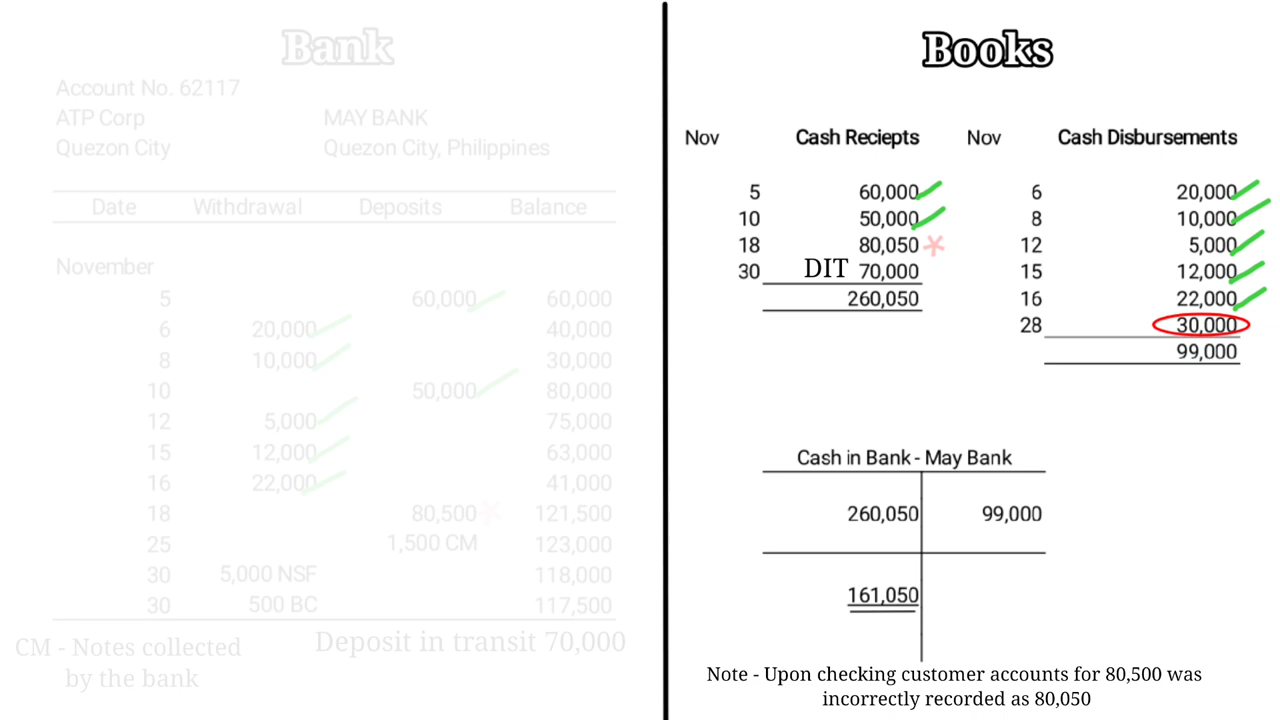 Bank
Account No. 62117
ATP Corp MAY BANK
Quezon City Quezon City, Philippines
Date Withdrawal Deposits Balance
November
5 60,000 60,000
6 20,000 40,000
8 10,000 30,000
10 50,000 80,000
12 5,000 75,000
15 12,000 63,000
16 22,000 41,000
18 80,500 121,500
25 1,500 CM 123,000
30 5,000 NSF 118,000
30 500 BC 117,500
CM - Notes collected
by the bank
Deposit in transit 70,000
Books
Nov Cash Reciepts Nov Cash Disbursements
5 60,000 6 20,000
10 50,000 8 10,000
18 80,050 12 5,000
30 DIT 70,000 15 12,000
260,050 16 22,000
28 30,000
99,000
Cash in Bank - May Bank
260,050 99,000
161,050
Note - Upon checking customer accounts for 80,500 was
incorrectly recorded as 80,050